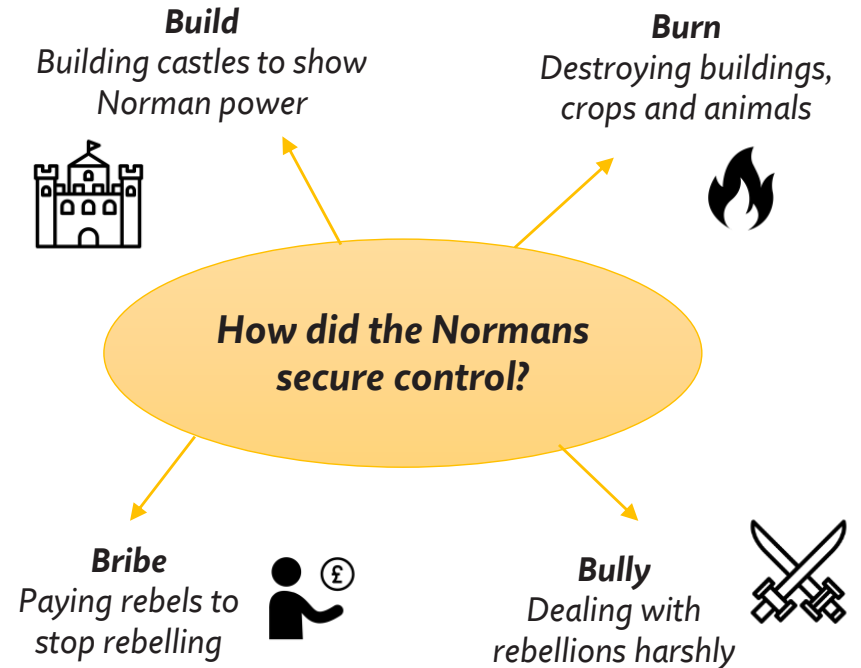 Build
Building castles to show
Norman power
Burn
Destroying buildings,
crops and animals
How did the Normans
secure control?
Bribe
Paying rebels to
stop rebelling
£
Bully
Dealing with
rebellions harshly